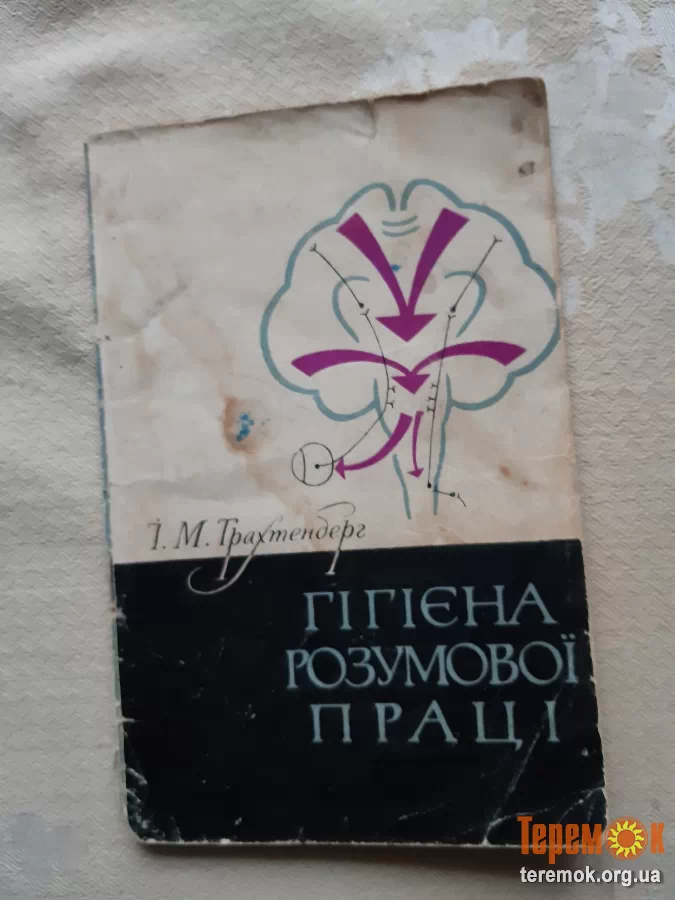 І. М. Трахтенберг
ГІГІЄНА
РОЗУМОВОЇ
ПРАЦІ
Теремок
teremok.org.ua